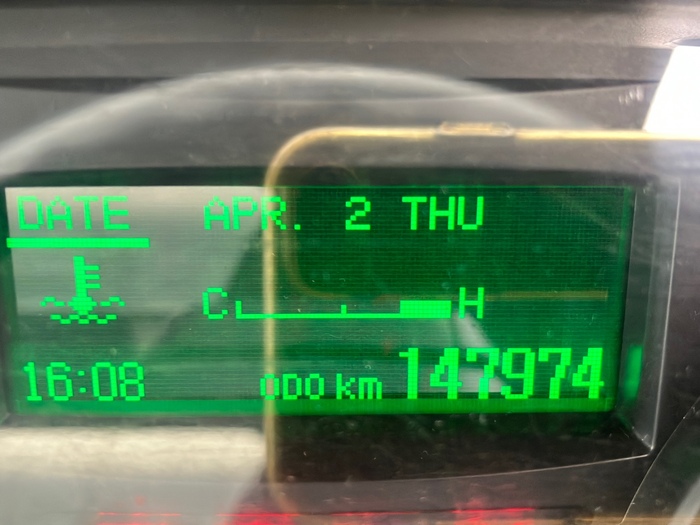 DATE APR. 2 THU
C H
16:08 ODO km 147974